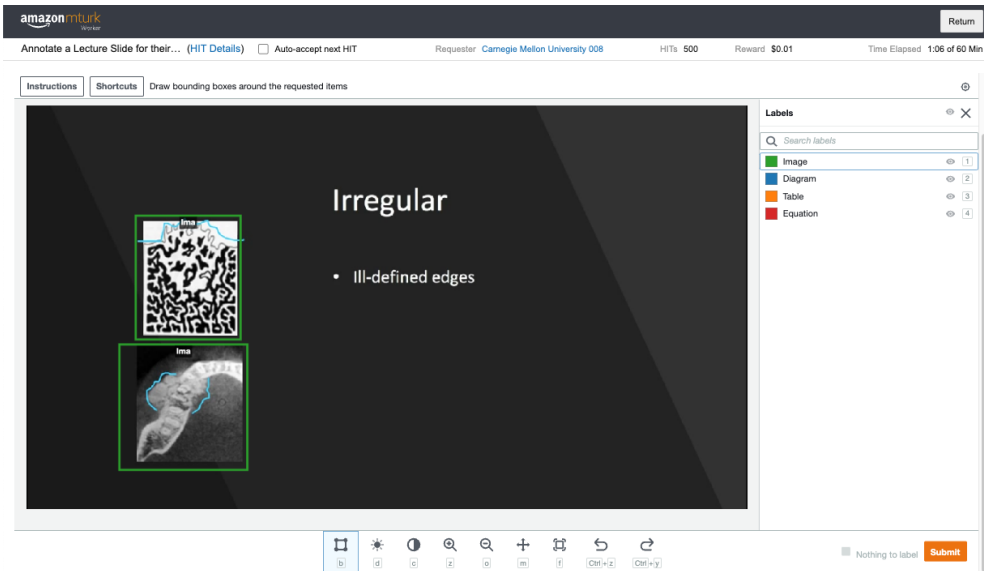 amazonmturk
Worker
Return
Annotate a Lecture Slide for their... (HIT Details) Auto-accept next HIT Requester Carnegie Mellon University 008 HITs 500 Reward $0.01 Time Elapsed 1:06 of 60 Min
Instructions Shortcuts Draw bounding boxes around the requested items
Labels
Search labels
Image 1
Diagram 2
Table 3
Equation 4
Irregular
• Ill-defined edges
Ima
Ima
b d c z o m f Ctrl+z Ctrl+y
Nothing to label Submit